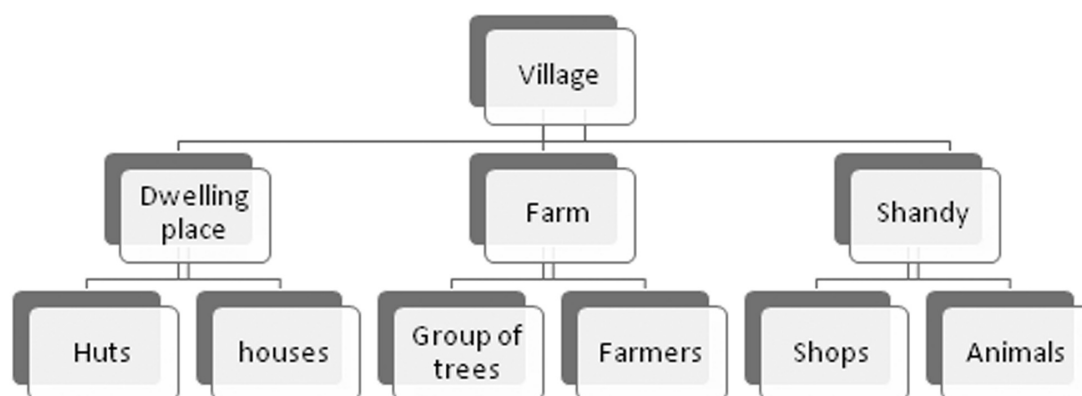 Village
Dwelling
place
Farm
Shandy
Huts
houses
Group of
trees
Farmers
Shops
Animals